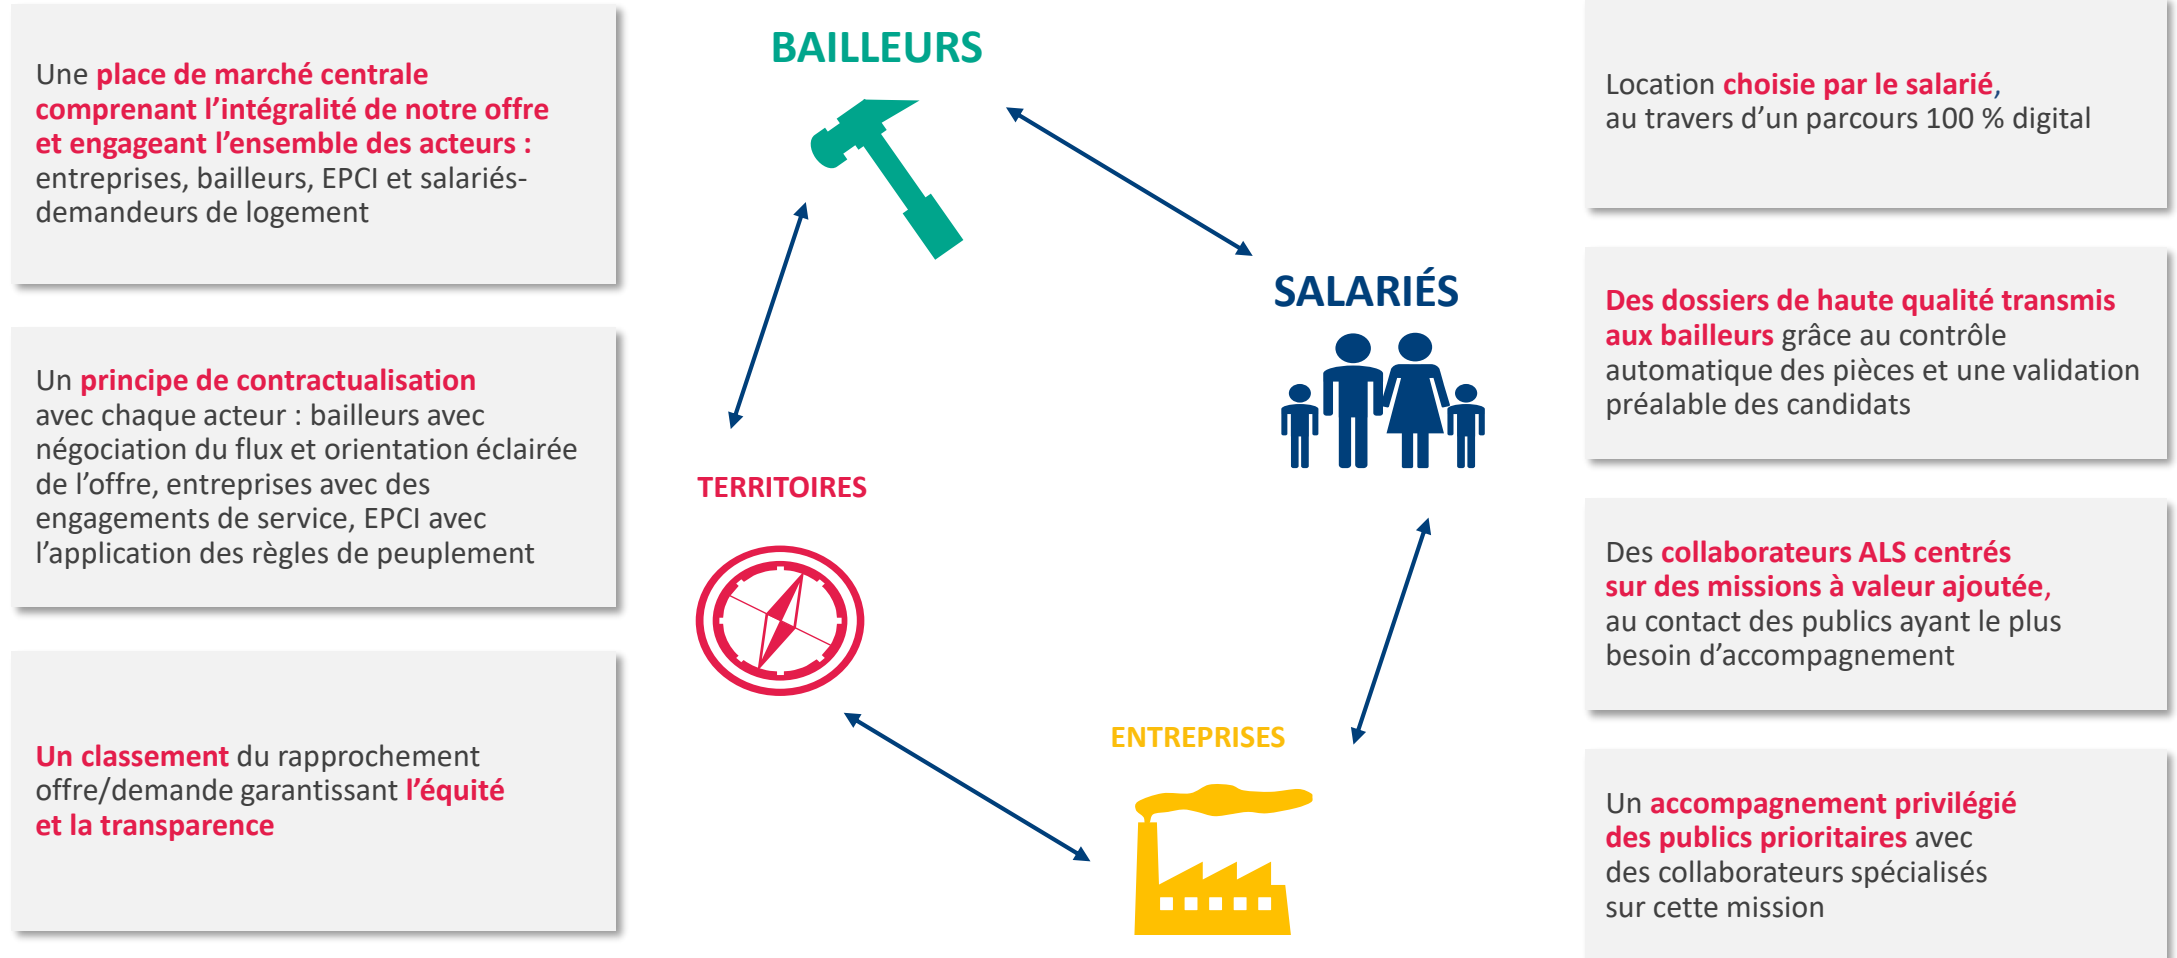 Une place de marché centrale
comprenant l’intégralité de notre offre
et engageant l’ensemble des acteurs :
entreprises, bailleurs, EPCI et salariés-
demandeurs de logement
Un principe de contractualisation
avec chaque acteur : bailleurs avec
négociation du flux et orientation éclairée
de l’offre, entreprises avec des
engagements de service, EPCI avec
l’application des règles de peuplement
Un classement du rapprochement
offre/demande garantissant l’équité
et la transparence
BAILLEURS
SALARIÉS
TERRITOIRES
ENTREPRISES
Location choisie par le salarié,
au travers d’un parcours 100 % digital
Des dossiers de haute qualité transmis
aux bailleurs grâce au contrôle
automatique des pièces et une validation
préalable des candidats
Des collaborateurs ALS centrés
sur des missions à valeur ajoutée,
au contact des publics ayant le plus
besoin d’accompagnement
Un accompagnement privilégié
des publics prioritaires avec
des collaborateurs spécialisés
sur cette mission